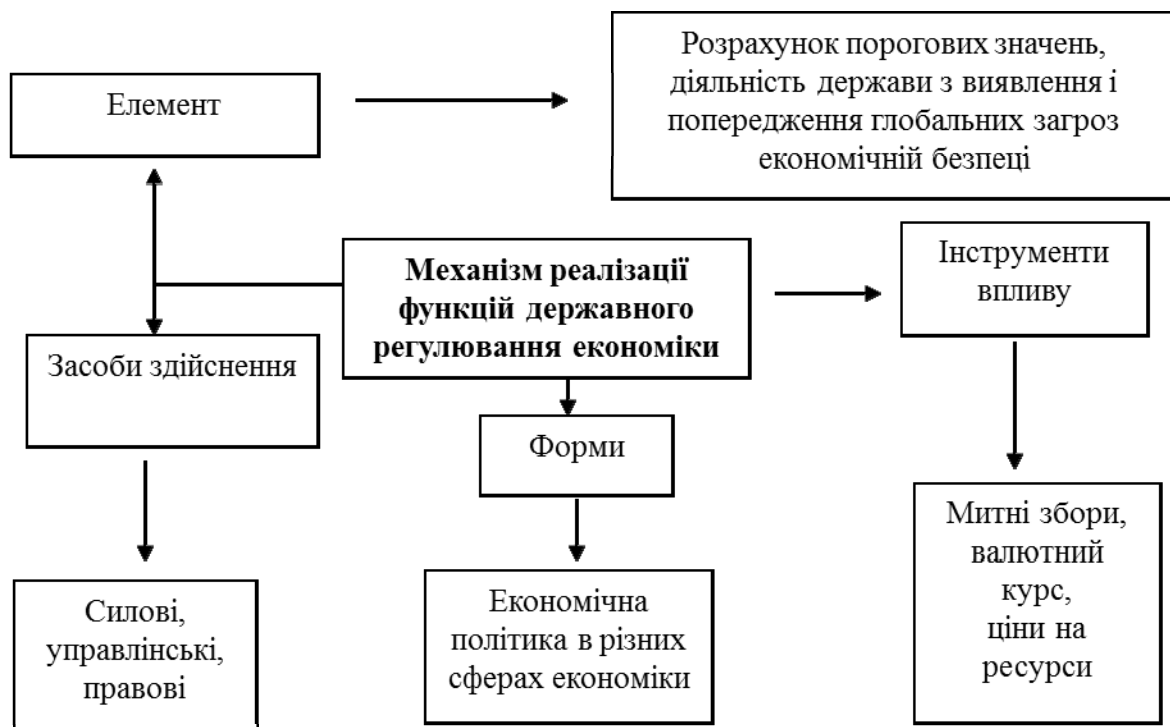 Елемент
Розрахунок порогових значень,
діяльність держави з виявлення і
попередження глобальних загроз
економічній безпеці
Механізм реалізації
функцій державного
регулювання економіки
Інструменти
впливу
Засоби здійснення
Форми
Силові,
управлінські,
правові
Економічна
політика в різних
сферах економіки
Митні збори,
валютний
курс,
ціни на
ресурси